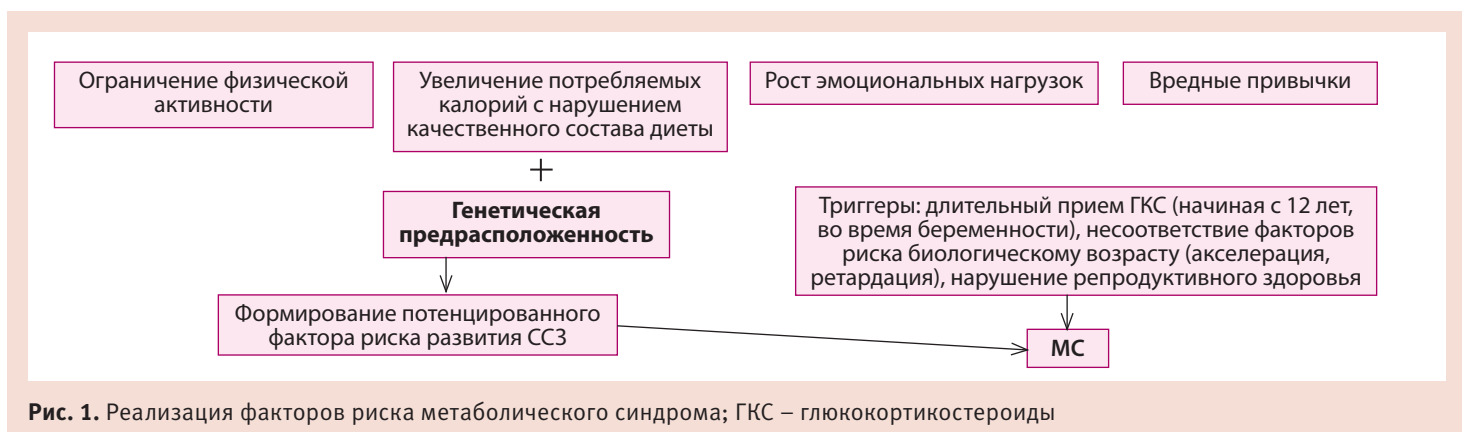 Ограничение физической
активности
Увеличение потребляемых
калорий с нарушением
качественного состава диеты
Рост эмоциональных нагрузок
Вредные привычки
+
Генетическая
предрасположенность
Триггеры: длительный прием ГКС (начиная с 12 лет,
во время беременности), несоответствие факторов
риска биологическому возрасту (акселерация,
ретардация), нарушение репродуктивного здоровья
Формирование потенцированного
фактора риска развития ССЗ
МС
Рис. 1. Реализация факторов риска метаболического синдрома; ГКС – глюкокортикостероиды